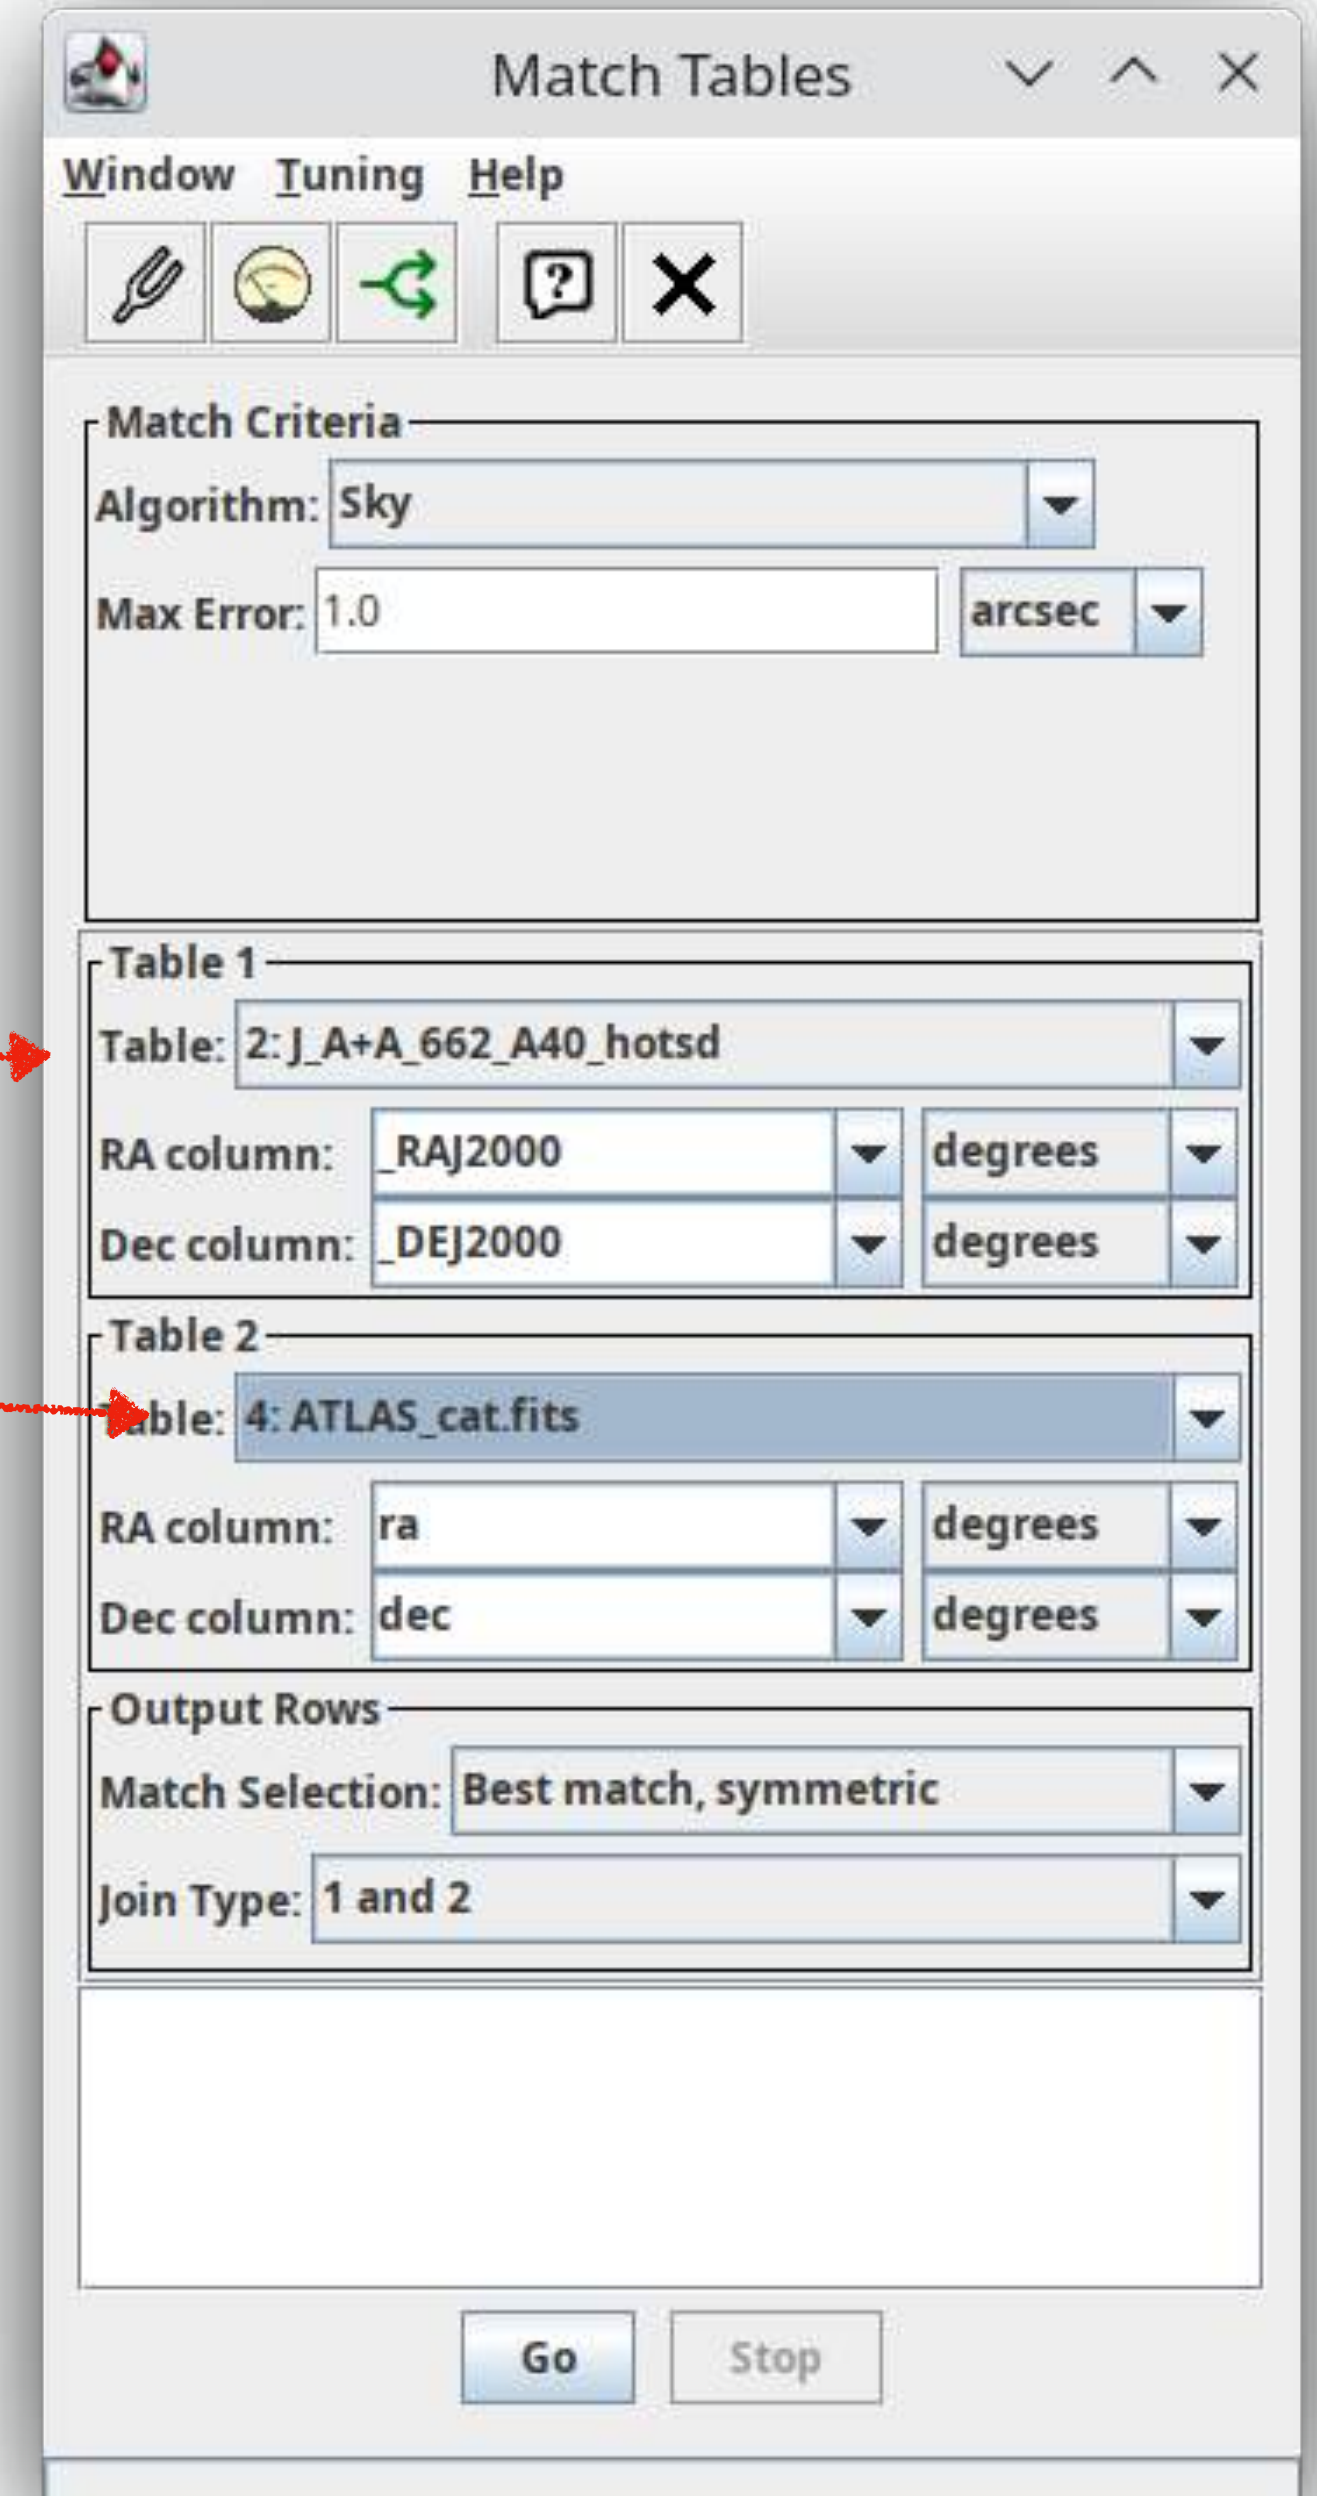 Match Tables
Window Tuning Help
?
Match Criteria
Algorithm: Sky
Max Error: 1.0 arcsec
Table 1
Table: 2: J_A+A_662_A40_hotsd
RA column: _RAJ2000 degrees
Dec column: _DEJ2000 degrees
Table 2
Table: 4: ATLAS_cat.fits
RA column: ra degrees
Dec column: dec degrees
Output Rows
Match Selection: Best match, symmetric
Join Type: 1 and 2
Go Stop